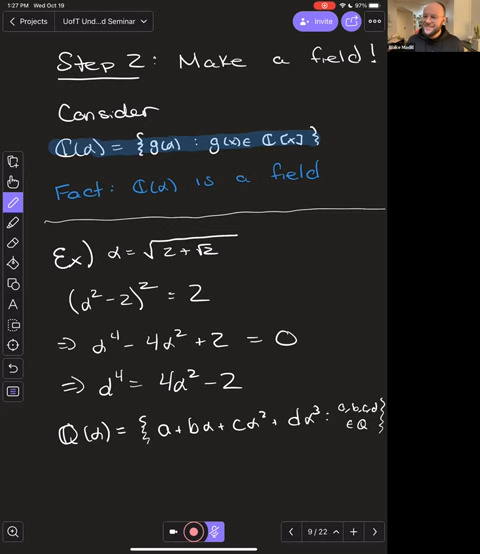 1:27 PM Wed Oct 19
97%
Projects
UofT Und...d Seminar
Invite
Blake Madill
Step 2: Make a field!
Consider
ℂ(α) = { g(α) : g(x) ∈ ℂ[x] }
Fact: ℂ(α) is a field
Ex) α = √(2 + √2)
(α² - 2)² = 2
⇒ α⁴ - 4α² + 2 = 0
⇒ α⁴ = 4α² - 2
ℚ(α) = { a + bα + cα² + dα³ : a,b,c,d ∈ ℚ }
A
9 / 22